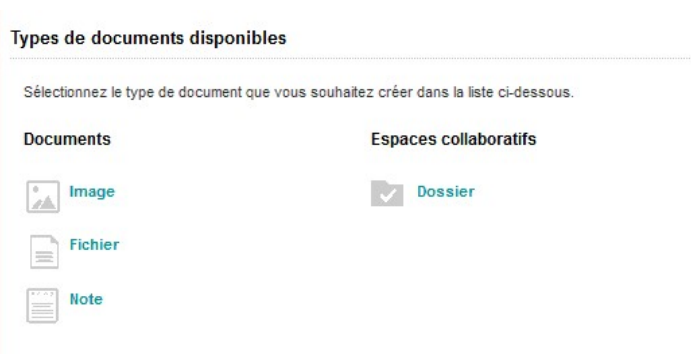 Types de documents disponibles
Sélectionnez le type de document que vous souhaitez créer dans la liste ci-dessous.
Documents
Espaces collaboratifs
Image
Dossier
Fichier
Note